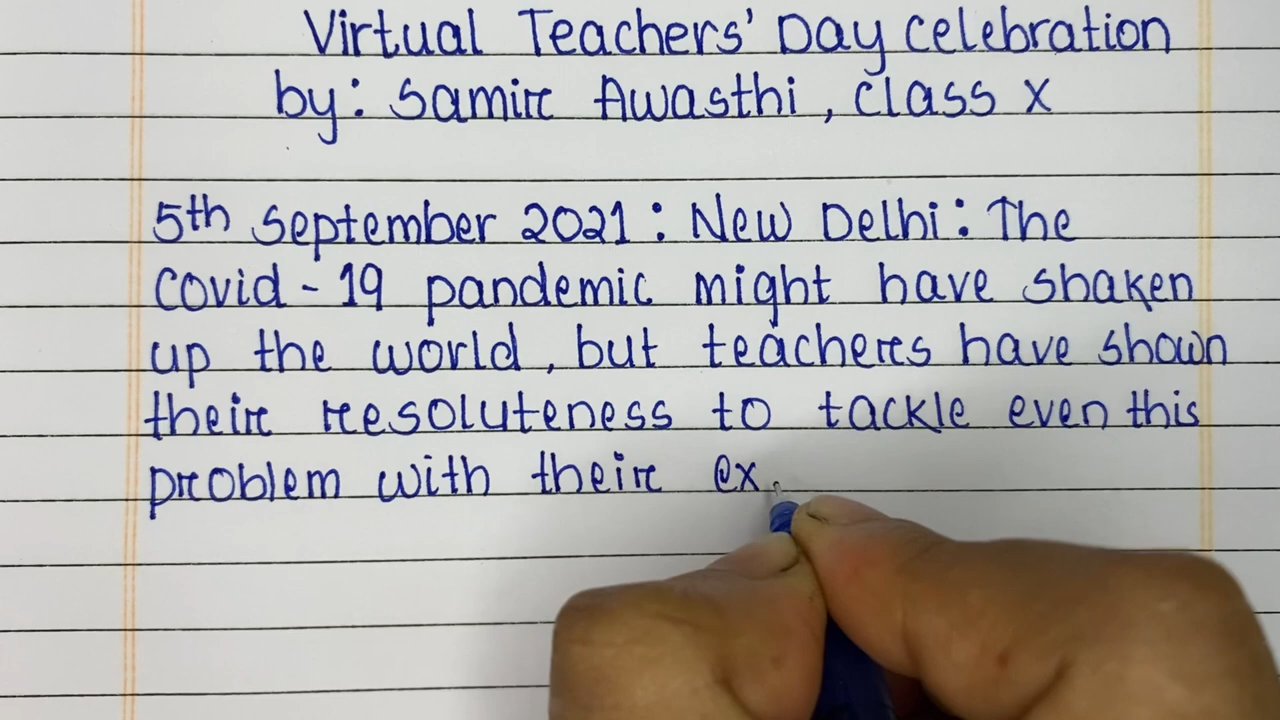 Virtual Teachers' Day Celebration
by: Samir Awasthi, Class X
5th September 2021: New Delhi: The
Covid-19 pandemic might have shaken
up the world, but teachers have shown
their resoluteness to tackle even this
problem with their ex